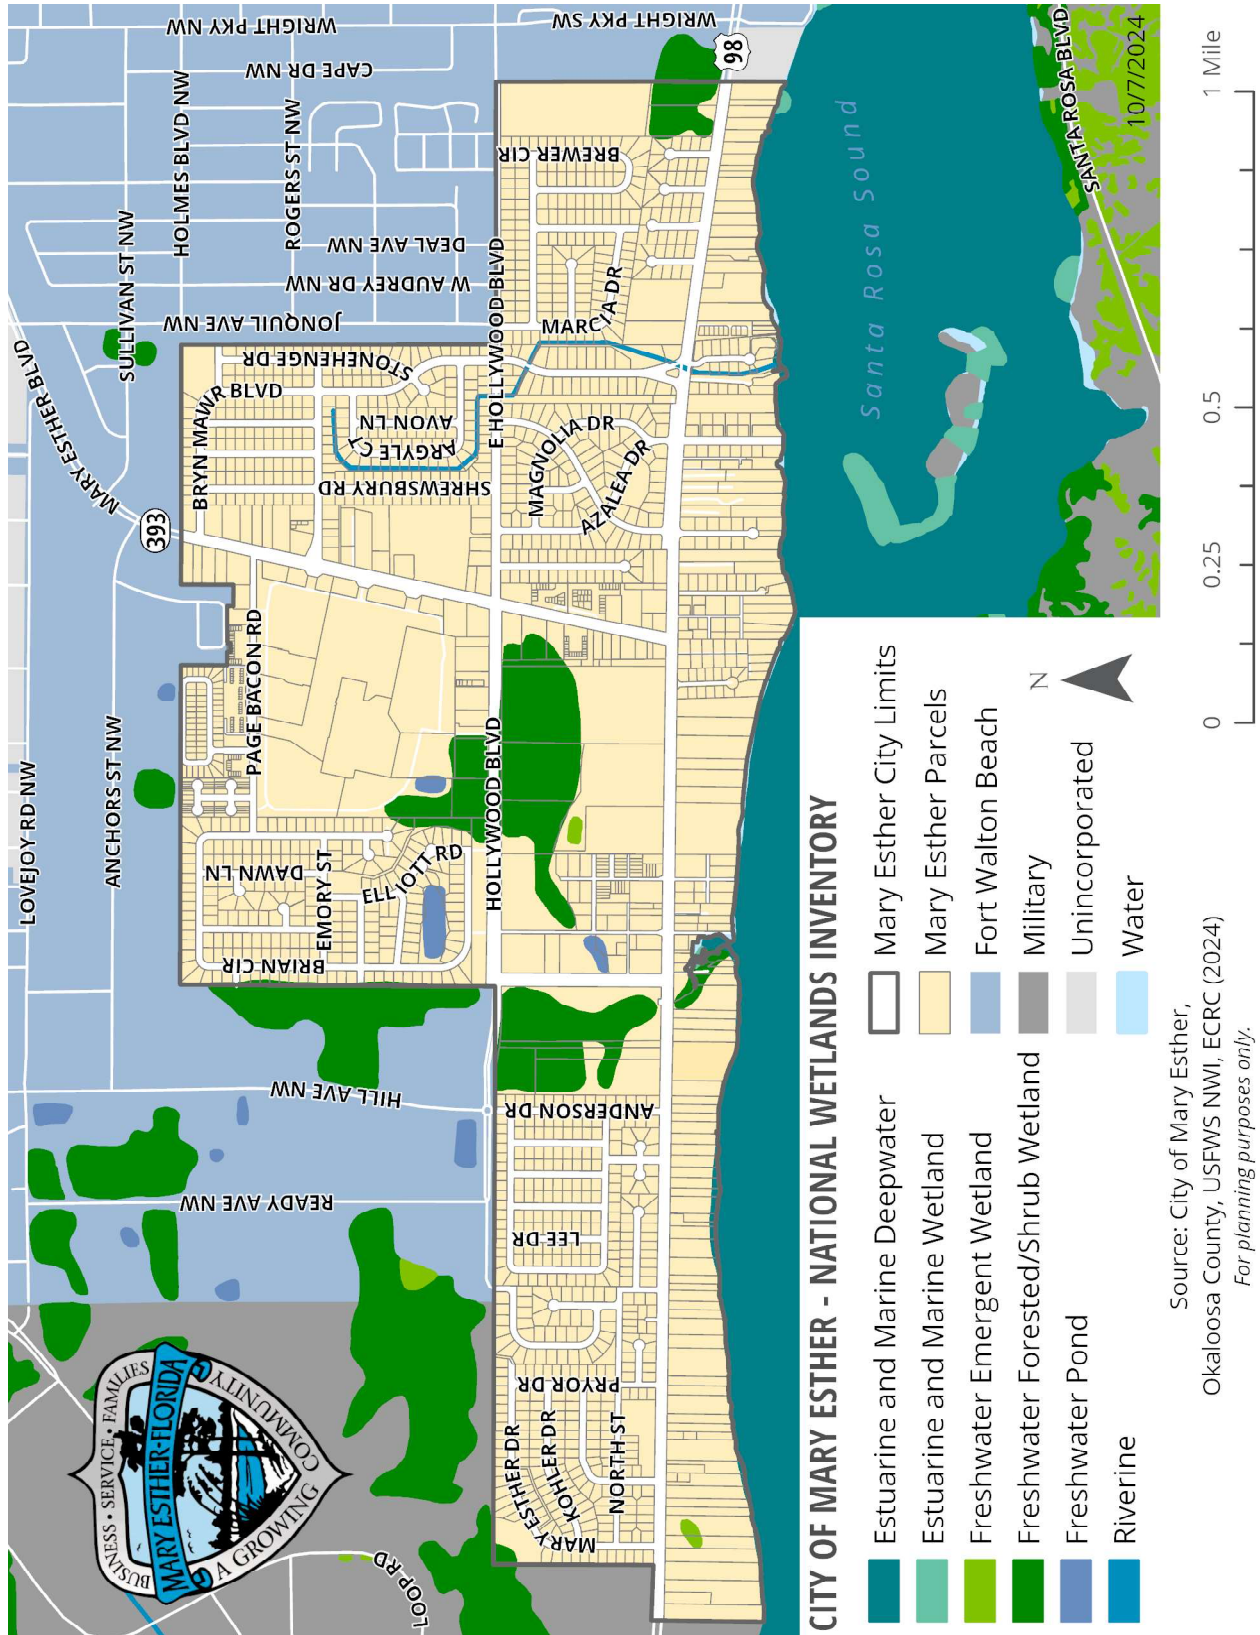 BUSINESS • SERVICE • FAMILIES
MARY ESTHER-FLORIDA
A GROWING COMMUNITY
LOVEJOY RD NW
MARY ESTHER BLVD
SULLIVAN ST NW
HOLMES BLVD NW
WRIGHT PKY NW
CAPE DR NW
ROGERS ST NW
ANCHORS ST NW
393
JONQUIL AVE NW
W AUDREY DR NW
DEAL AVE NW
READY AVE NW
HILL AVE NW
BRIAN CIR
DAWN LN
EMORY ST
ELLIOTT RD
PAGE BACON RD
BRYN MAWR BLVD
STONEHENGE DR
AVON LN
ARGYLE CT
SHREWSBURY RD
LOOP RD
HOLLYWOOD BLVD
E HOLLYWOOD BLVD
WRIGHT PKY SW
MARY ESTHER DR
KOHLER DR
PRYOR DR
NORTH ST
LEE DR
ANDERSON DR
MAGNOLIA DR
AZALEA DR
MARCIA DR
BREWER CIR
98
Santa Rosa Sound
SANTA ROSA BLVD
10/7/2024
CITY OF MARY ESTHER - NATIONAL WETLANDS INVENTORY
Estuarine and Marine Deepwater
Estuarine and Marine Wetland
Freshwater Emergent Wetland
Freshwater Forested/Shrub Wetland
Freshwater Pond
Riverine
Mary Esther City Limits
Mary Esther Parcels
Fort Walton Beach
Military
Unincorporated
Water
N
Source: City of Mary Esther,
Okaloosa County, USFWS NWI, ECRC (2024)
For planning purposes only.
0 0.25 0.5 1 Mile